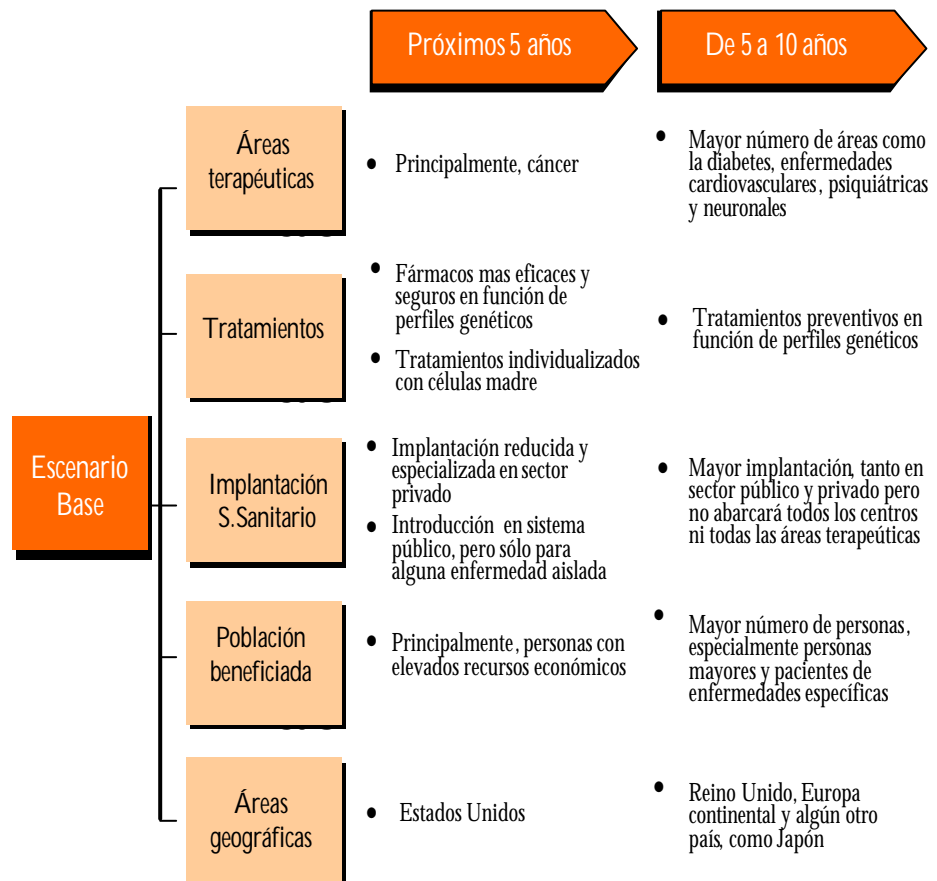 Próximos 5 años
De 5 a 10 años
Áreas
terapéuticas
• Principalmente, cáncer
• Mayor número de áreas como
la diabetes, enfermedades
cardiovasculares, psiquiátricas
y neuronales
Tratamientos
• Fármacos mas eficaces y
seguros en función de
perfiles genéticos
• Tratamientos individualizados
con células madre
• Tratamientos preventivos en
función de perfiles genéticos
Escenario
Base
Implantación
S.Sanitario
• Implantación reducida y
especializada en sector
privado
• Introducción en sistema
público, pero sólo para
alguna enfermedad aislada
• Mayor implantación, tanto en
sector público y privado pero
no abarcará todos los centros
ni todas las áreas terapeúticas
Población
beneficiada
• Principalmente, personas con
elevados recursos económicos
• Mayor número de personas,
especialmente personas
mayores y pacientes de
enfermedades específicas
Áreas
geográficas
• Estados Unidos
• Reino Unido, Europa
continental y algún otro
país, como Japón